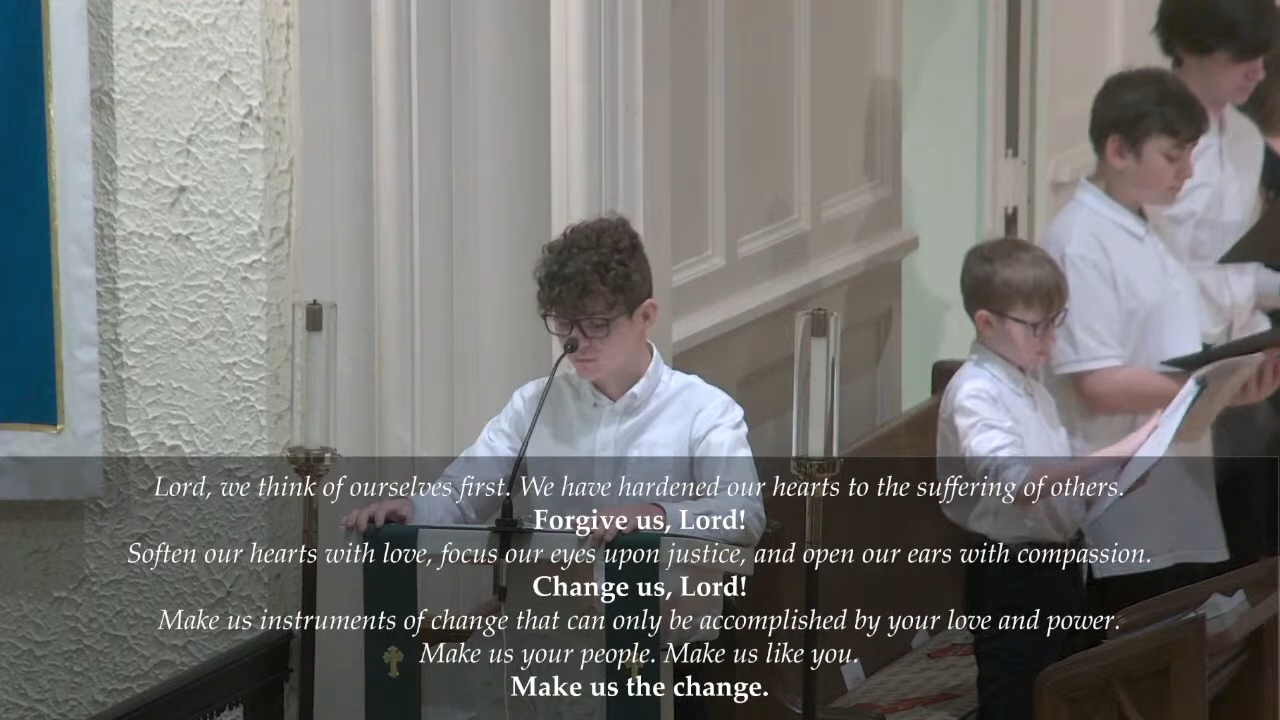 Lord, we think of ourselves first. We have hardened our hearts to the suffering of others.
Forgive us, Lord!
Soften our hearts with love, focus our eyes upon justice, and open our ears with compassion.
Change us, Lord!
Make us instruments of change that can only be accomplished by your love and power.
Make us your people. Make us like you.
Make us the change.